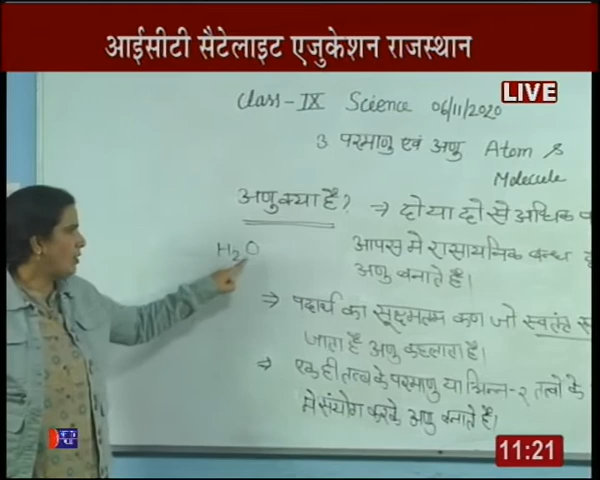 आईसीटी सैटेलाइट एजुकेशन राजस्थान
LIVE
Class-IX Science 06/11/2020
3 परमाणु एवं अणु Atom &
Molecule
अणु क्या है? → दो या दो से अधिक
H2O आपस मे रासायनिक बन्ध
अणु बनाते है।
⇒ पदार्थ का सूक्ष्मतम कण जो स्वतंत्र
जाता है अणु कहलाता है।
⇒ एक ही तत्व के परमाणु या भिन्न-२ तत्वो के
मे संयोग करके अणु बनाते है।
11:21